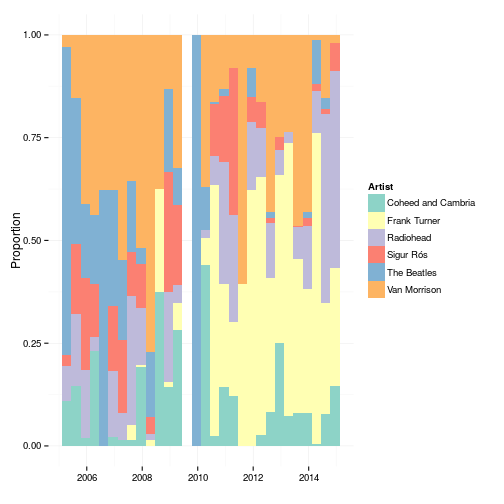 1.00
0.75
0.50
0.25
0.00
Proportion
2006 2008 2010 2012 2014
Artist
Coheed and Cambria
Frank Turner
Radiohead
Sigur Rós
The Beatles
Van Morrison